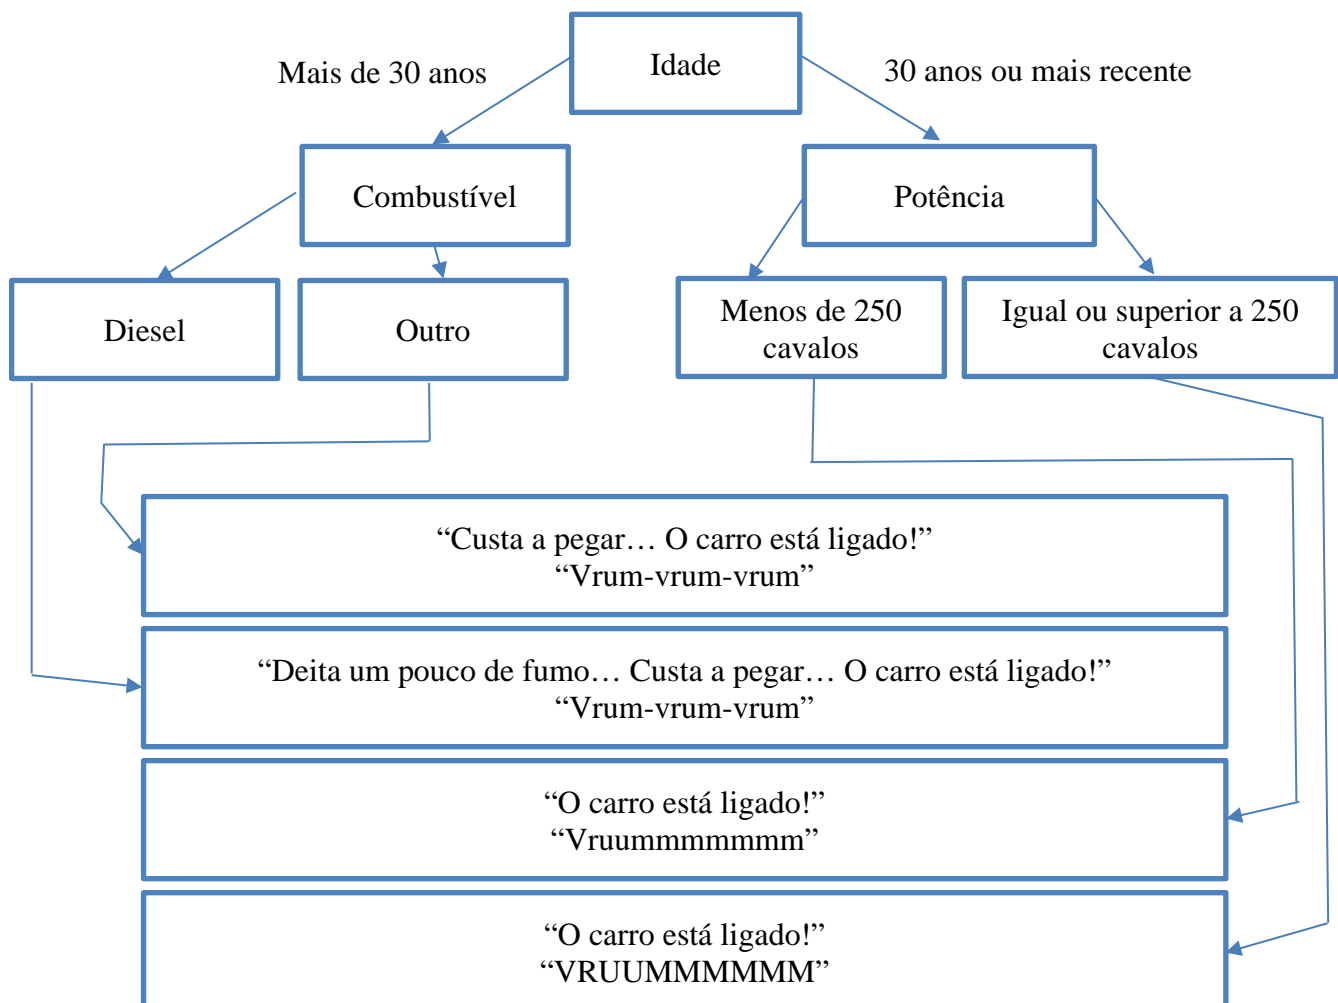 Idade
Mais de 30 anos
30 anos ou mais recente
Combustível
Potência
Diesel
Outro
Menos de 250
cavalos
Igual ou superior a 250
cavalos
“Custa a pegar… O carro está ligado!”
“Vrum-vrum-vrum”
“Deita um pouco de fumo… Custa a pegar… O carro está ligado!”
“Vrum-vrum-vrum”
“O carro está ligado!”
“Vruummmmmmm”
“O carro está ligado!”
“VRUUMMMMMM”